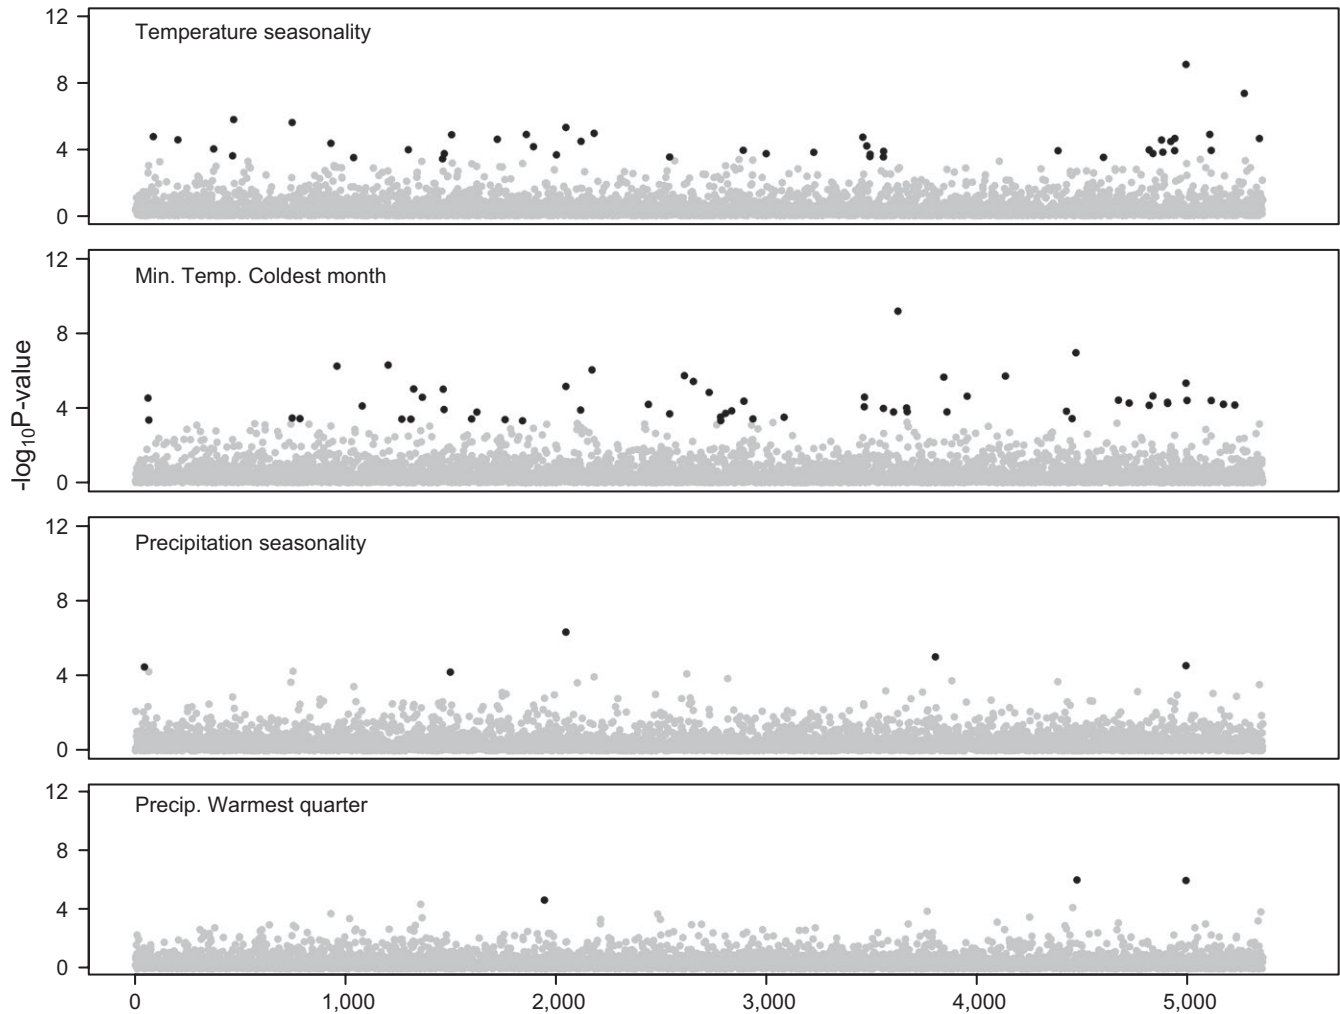 12
Temperature seasonality
8
4
0
12
Min. Temp. Coldest month
8
4
0
-log10P-value
12
Precipitation seasonality
8
4
0
12
Precip. Warmest quarter
8
4
0
0 1,000 2,000 3,000 4,000 5,000